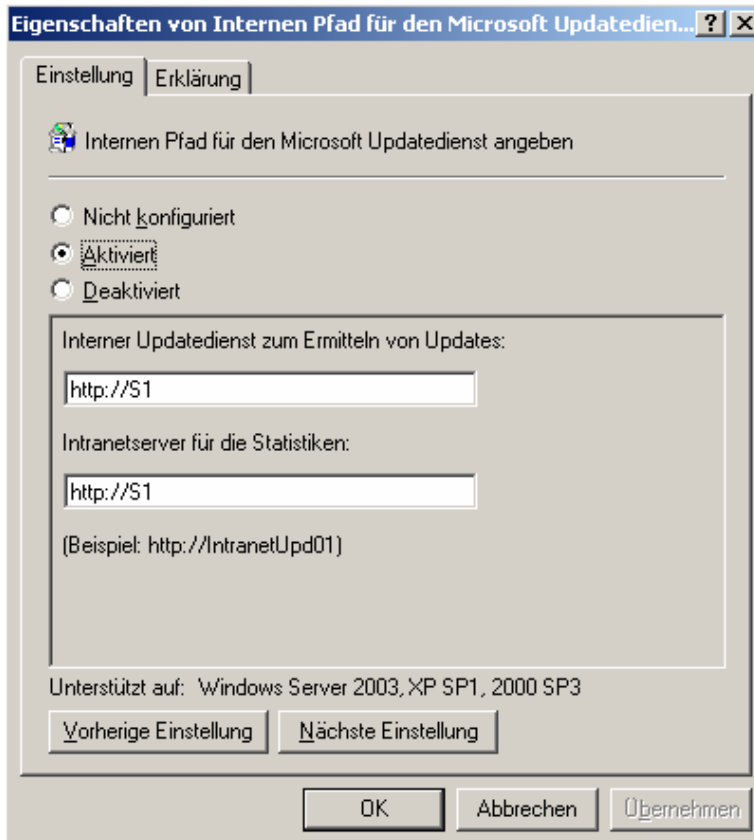 Eigenschaften von Internen Pfad für den Microsoft Updatedien...
Einstellung Erklärung
Internen Pfad für den Microsoft Updatedienst angeben
Nicht konfiguriert
Aktiviert
Deaktiviert
Interner Updatedienst zum Ermitteln von Updates:
http://S1
Intranetserver für die Statistiken:
http://S1
(Beispiel: http://IntranetUpd01)
Unterstützt auf: Windows Server 2003, XP SP1, 2000 SP3
Vorherige Einstellung Nächste Einstellung
OK Abbrechen Übernehmen